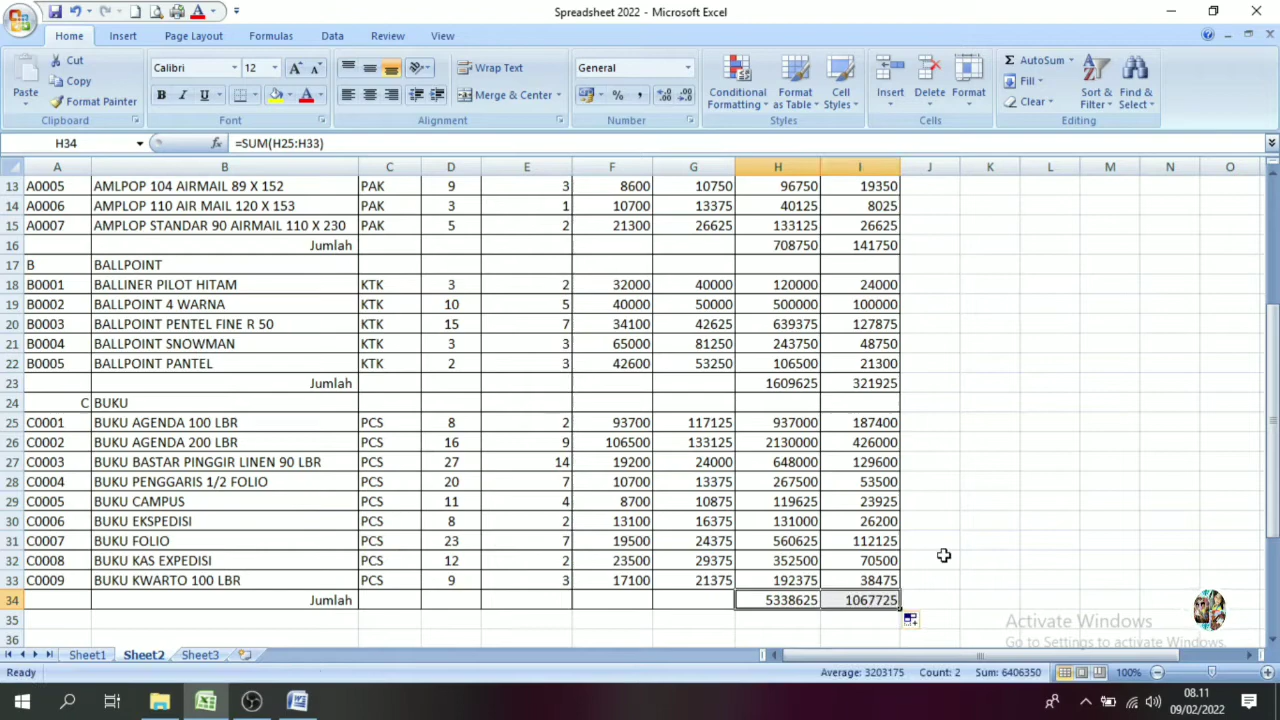 Spreadsheet 2022 - Microsoft Excel
Home Insert Page Layout Formulas Data Review View
Paste Cut Copy Format Painter Clipboard
Calibri 12 B I U Font
Wrap Text Merge & Center Alignment
General % , Number
Conditional Formatting Format as Table Cell Styles Styles
Insert Delete Format Cells
Σ AutoSum Fill Clear Sort & Filter Find & Select Editing
H34 fx =SUM(H25:H33)
A B C D E F G H I J K L M N O
13 A0005 AMLPOP 104 AIRMAIL 89 X 152 PAK 9 3 8600 10750 96750 19350
14 A0006 AMPLOP 110 AIR MAIL 120 X 153 PAK 3 1 10700 13375 40125 8025
15 A0007 AMPLOP STANDAR 90 AIRMAIL 110 X 230 PAK 5 2 21300 26625 133125 26625
16 Jumlah 708750 141750
17 B BALLPOINT
18 B0001 BALLINER PILOT HITAM KTK 3 2 32000 40000 120000 24000
19 B0002 BALLPOINT 4 WARNA KTK 10 5 40000 50000 500000 100000
20 B0003 BALLPOINT PENTEL FINE R 50 KTK 15 7 34100 42625 639375 127875
21 B0004 BALLPOINT SNOWMAN KTK 3 3 65000 81250 243750 48750
22 B0005 BALLPOINT PANTEL KTK 2 3 42600 53250 106500 21300
23 Jumlah 1609625 321925
24 C BUKU
25 C0001 BUKU AGENDA 100 LBR PCS 8 2 93700 117125 937000 187400
26 C0002 BUKU AGENDA 200 LBR PCS 16 9 106500 133125 2130000 426000
27 C0003 BUKU BASTAR PINGGIR LINEN 90 LBR PCS 27 14 19200 24000 648000 129600
28 C0004 BUKU PENGGARIS 1/2 FOLIO PCS 20 7 10700 13375 267500 53500
29 C0005 BUKU CAMPUS PCS 11 4 8700 10875 119625 23925
30 C0006 BUKU EKSPEDISI PCS 8 2 13100 16375 131000 26200
31 C0007 BUKU FOLIO PCS 23 7 19500 24375 560625 112125
32 C0008 BUKU KAS EXPEDISI PCS 12 2 23500 29375 352500 70500
33 C0009 BUKU KWARTO 100 LBR PCS 9 3 17100 21375 192375 38475
34 Jumlah 5338625 1067725
35
36
Activate Windows
Go to Settings to activate Windows.
Sheet1 Sheet2 Sheet3
Ready Average: 3203175 Count: 2 Sum: 6406350 100%
08.11
09/02/2022